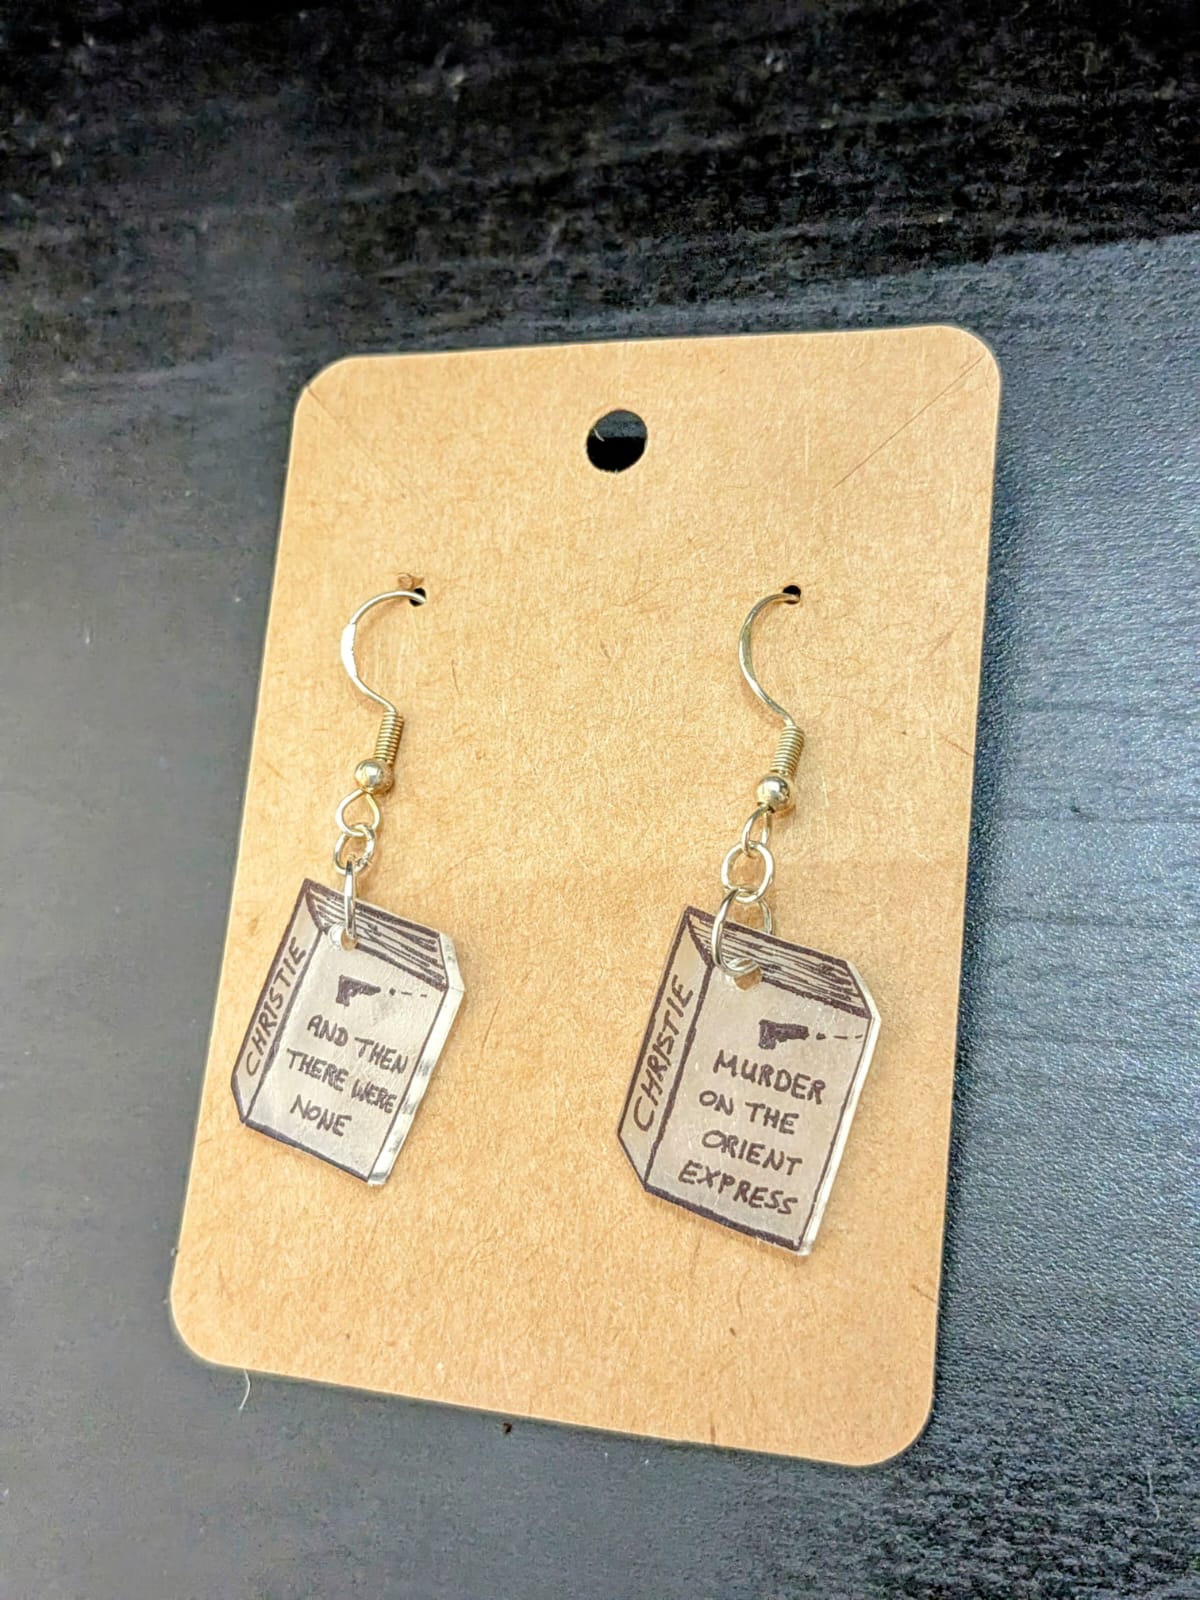 CHRISTIE
AND THEN
THERE WERE
NONE
CHRISTIE
MURDER
ON THE
ORIENT
EXPRESS